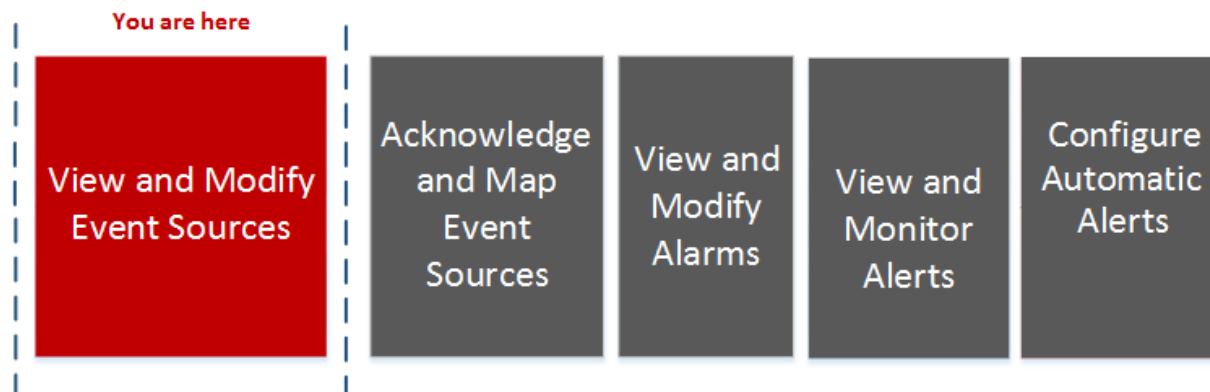 You are here
View and Modify
Event Sources
Acknowledge
and Map
Event
Sources
View and
Modify
Alarms
View and
Monitor
Alerts
Configure
Automatic
Alerts